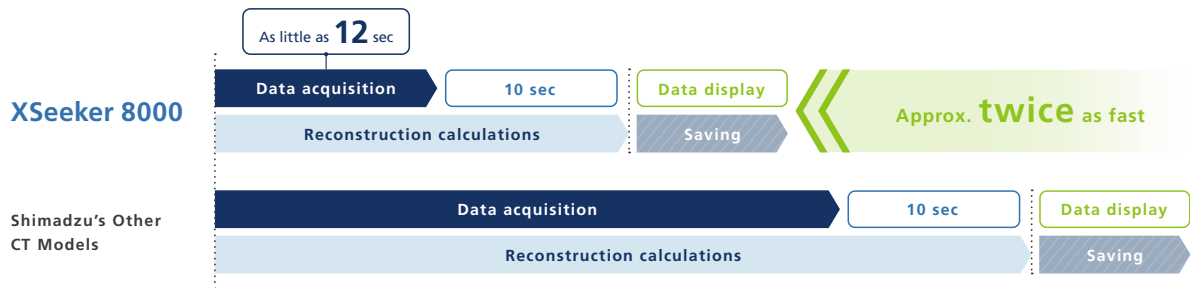 As little as 12 sec
XSeeker 8000
Data acquisition
10 sec
Data display
Reconstruction calculations
Saving
Approx. twice as fast
Shimadzu's Other
CT Models
Data acquisition
10 sec
Data display
Reconstruction calculations
Saving